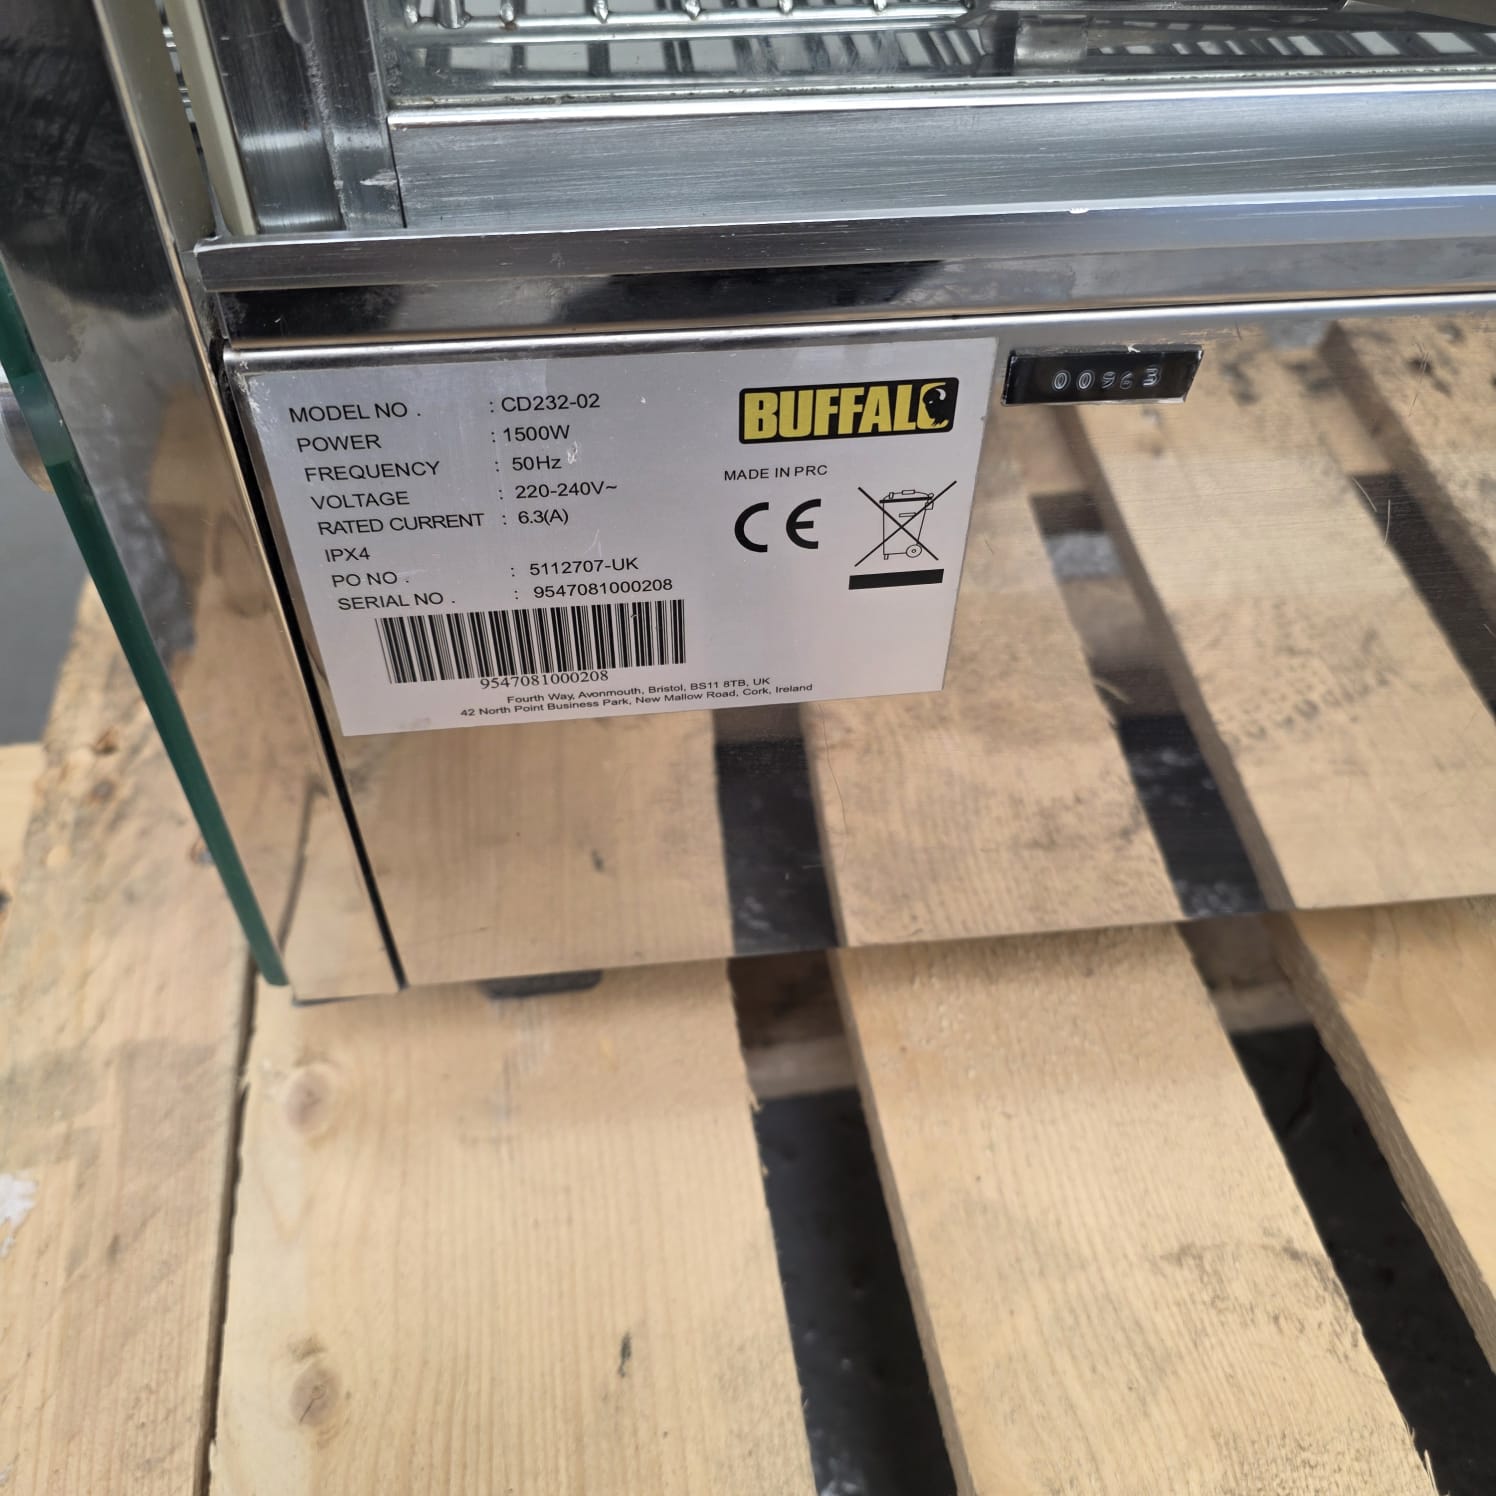 MODEL NO . : CD232-02
POWER : 1500W
FREQUENCY : 50Hz
VOLTAGE : 220-240V~
RATED CURRENT : 6.3(A)
IPX4
PO NO . : 5112707-UK
SERIAL NO . : 9547081000208
9547081000208
Fourth Way, Avonmouth, Bristol, BS11 8TB, UK
42 North Point Business Park, New Mallow Road, Cork, Ireland
BUFFALO
MADE IN PRC
CE